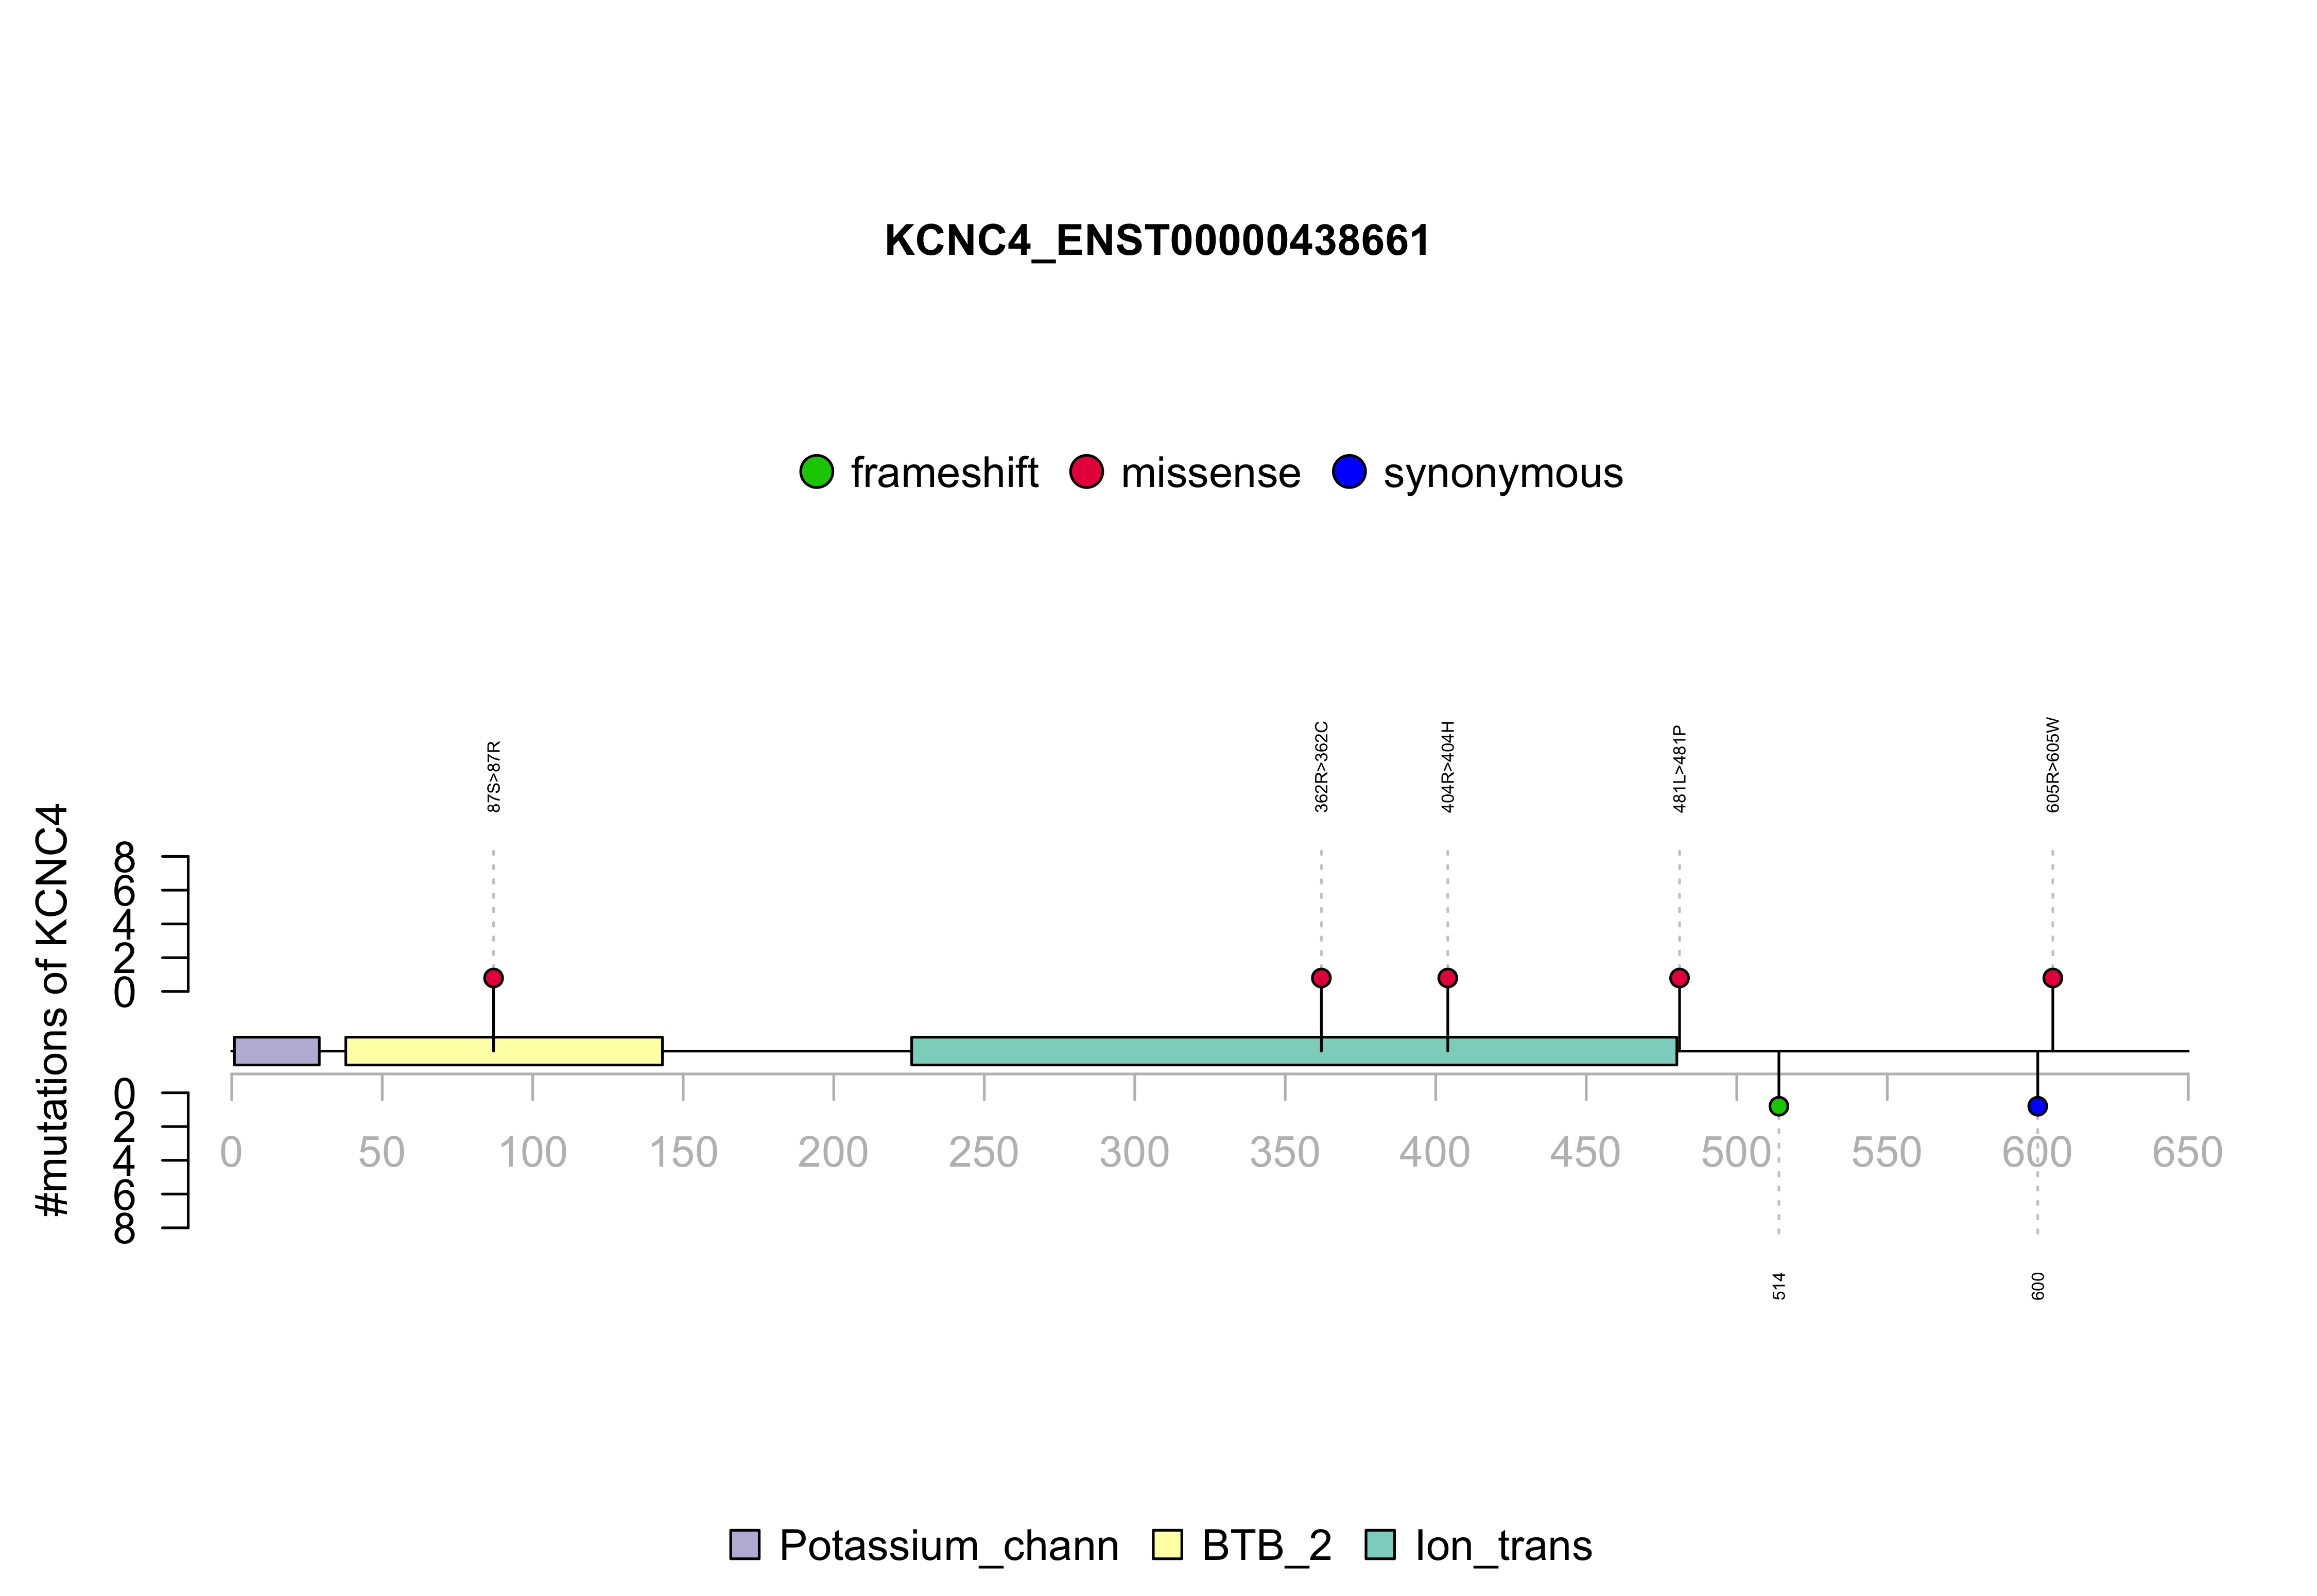 KCNC4_ENST00000438661
frameshift missense synonymous
87S>87R 362R>362C 404R>404H 481L>481P 605R>605W
#mutations of KCNC4
8
6
4
2
0
0
2
4
6
8
0 50 100 150 200 250 300 350 400 450 500 550 600 650
514 600
Potassium_chann BTB_2 Ion_trans